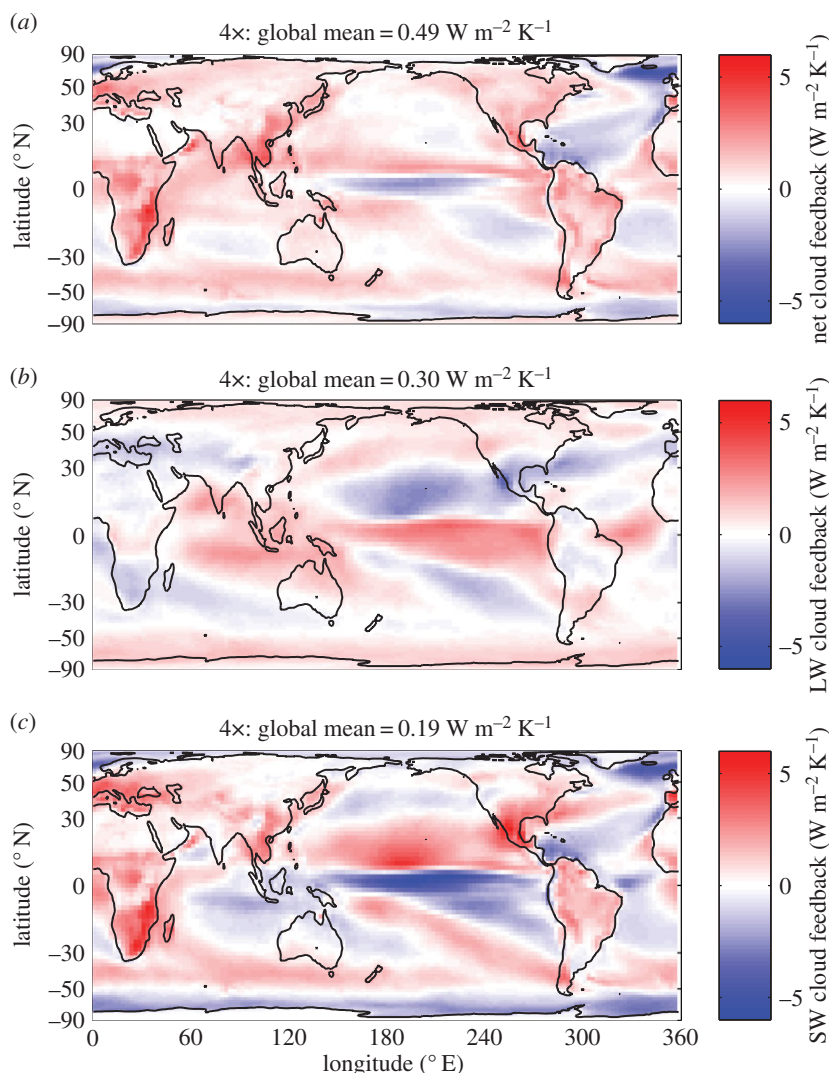 (a)
4×: global mean = 0.49 W m−2 K−1
90
50
30
0
−30
−50
−90
latitude (° N)
5
0
−5
net cloud feedback (W m−2 K−1)
(b)
4×: global mean = 0.30 W m−2 K−1
90
50
30
0
−30
−50
−90
latitude (° N)
5
0
−5
LW cloud feedback (W m−2 K−1)
(c)
4×: global mean = 0.19 W m−2 K−1
90
50
30
0
−30
−50
−90
latitude (° N)
0 60 120 180 240 300 360
longitude (° E)
5
0
−5
SW cloud feedback (W m−2 K−1)